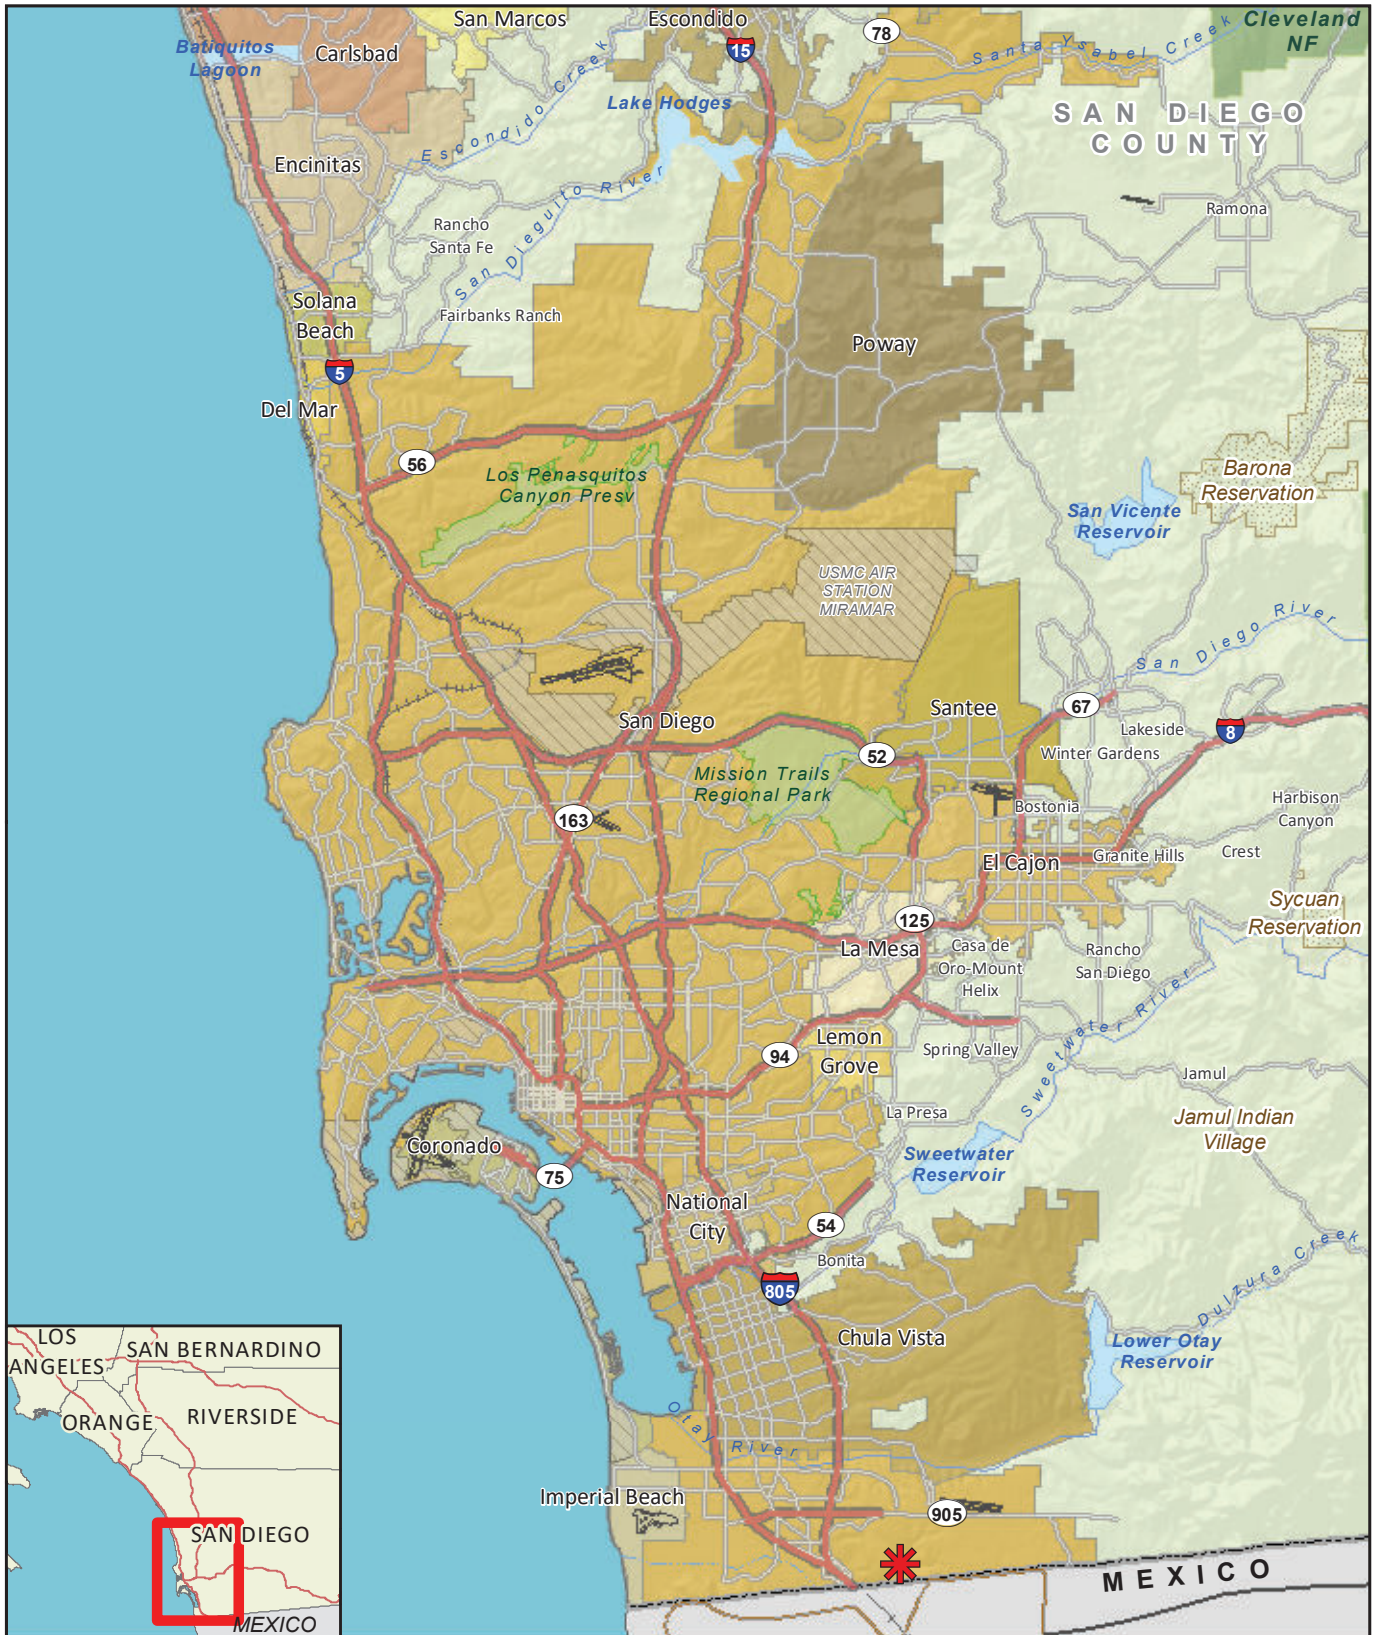 San Marcos
Escondido
78
Cleveland
NF
Batiquitos
Lagoon
Carlsbad
15
Santa Ysabel Creek
Escondido Creek
Lake Hodges
SAN DIEGO
COUNTY
Encinitas
San Dieguito River
Ramona
Rancho
Santa Fe
Solana
Beach
Fairbanks Ranch
Poway
5
Del Mar
56
Los Penasquitos
Canyon Presv
Barona
Reservation
San Vicente
Reservoir
USMC AIR
STATION
MIRAMAR
San Diego River
San Diego
Santee
67
Lakeside
8
Winter Gardens
52
Mission Trails
Regional Park
163
Bostonia
Harbison
Canyon
El Cajon
Granite Hills
Crest
125
Sycuan
Reservation
La Mesa
Casa de
Oro-Mount
Helix
Rancho
San Diego
Sweetwater River
94
Lemon
Grove
Spring Valley
Jamul
La Presa
Jamul Indian
Village
Coronado
75
Sweetwater
Reservoir
National
City
54
Bonita
Dulzura Creek
805
Chula Vista
Lower Otay
Reservoir
Otay River
Imperial Beach
905
MEXICO
LOS
ANGELES
SAN BERNARDINO
ORANGE
RIVERSIDE
SAN DIEGO
MEXICO